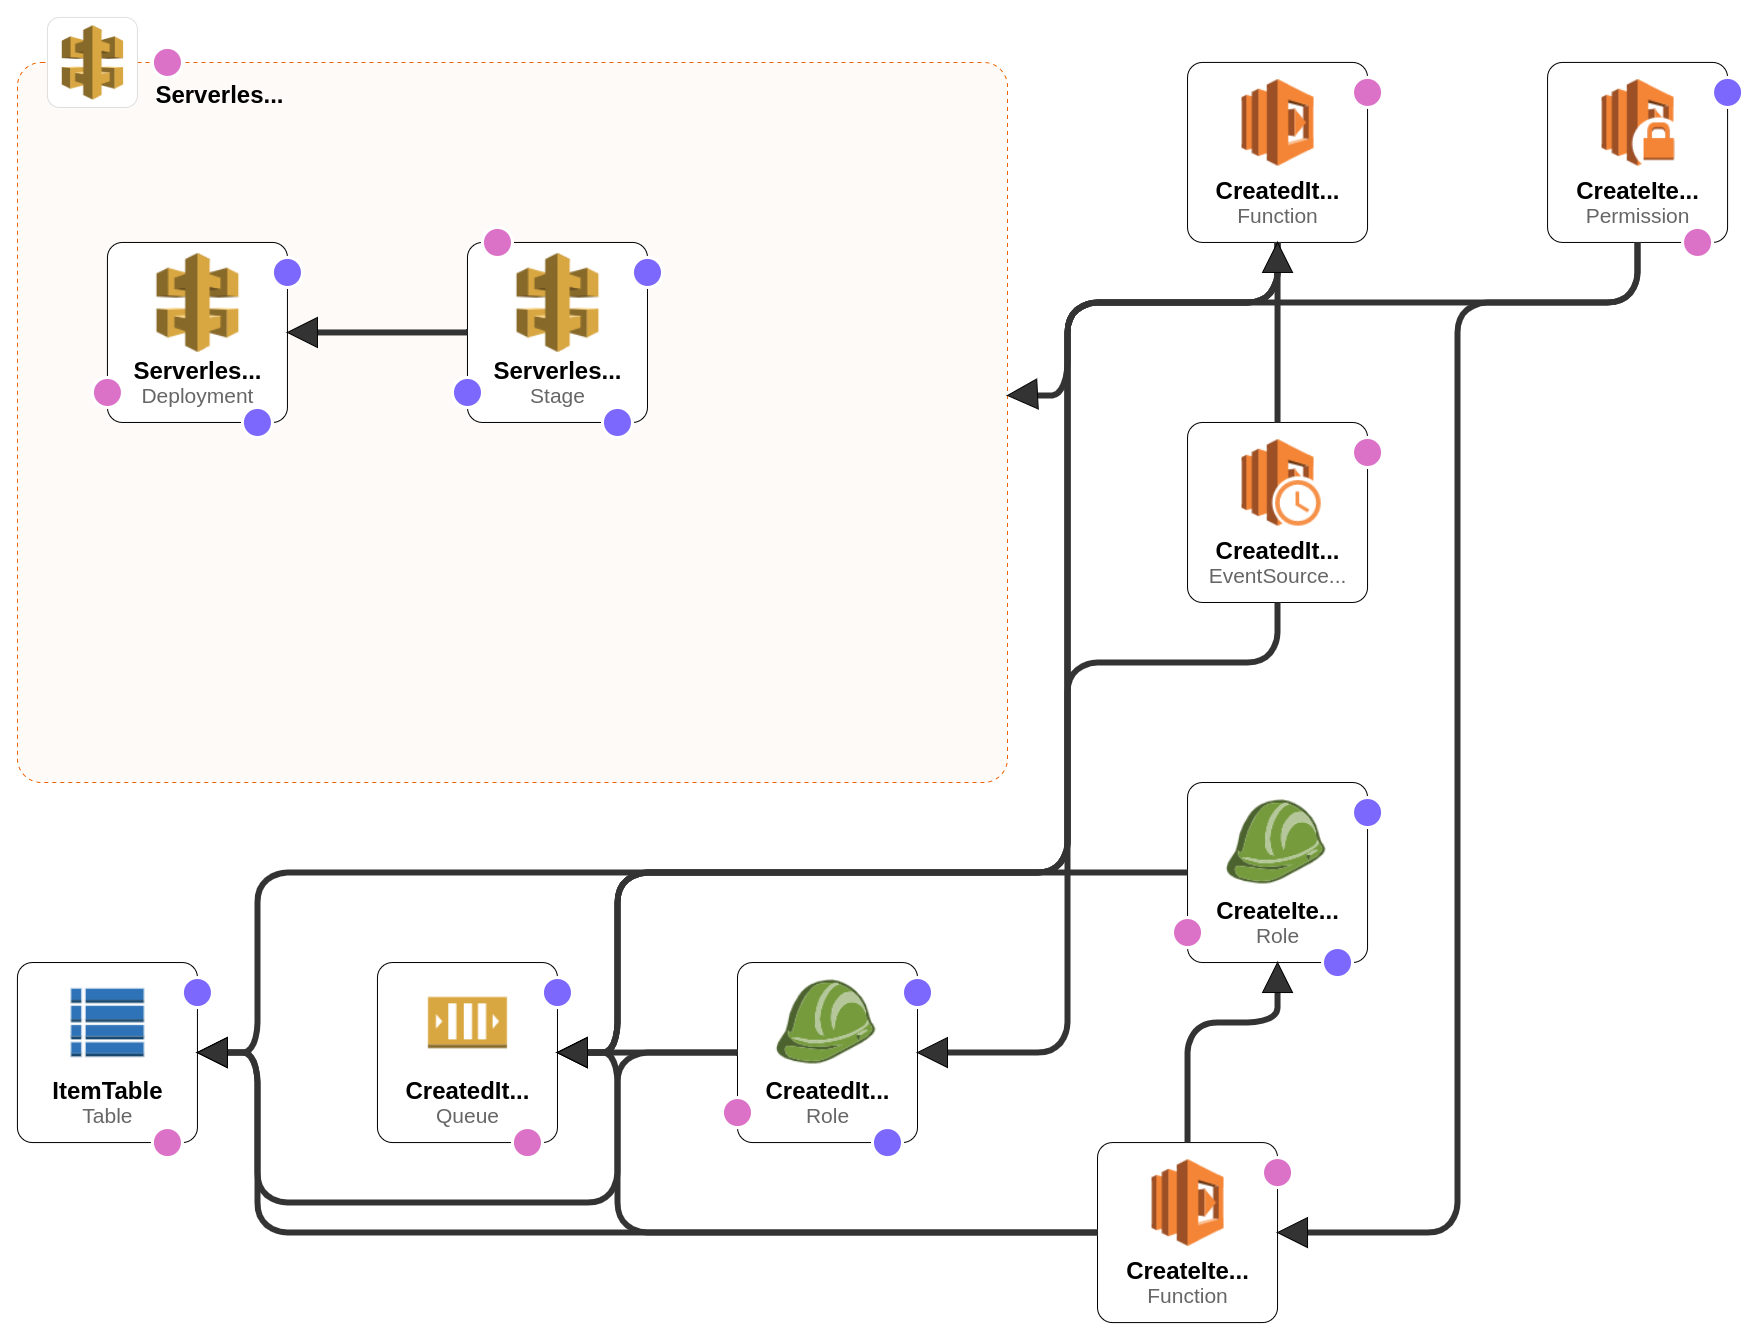 Serverles...
CreatedIt...
Function
CreateIte...
Permission
Serverles...
Deployment
Serverles...
Stage
CreatedIt...
EventSource...
CreateIte...
Role
ItemTable
Table
CreatedIt...
Queue
CreatedIt...
Role
CreateIte...
Function